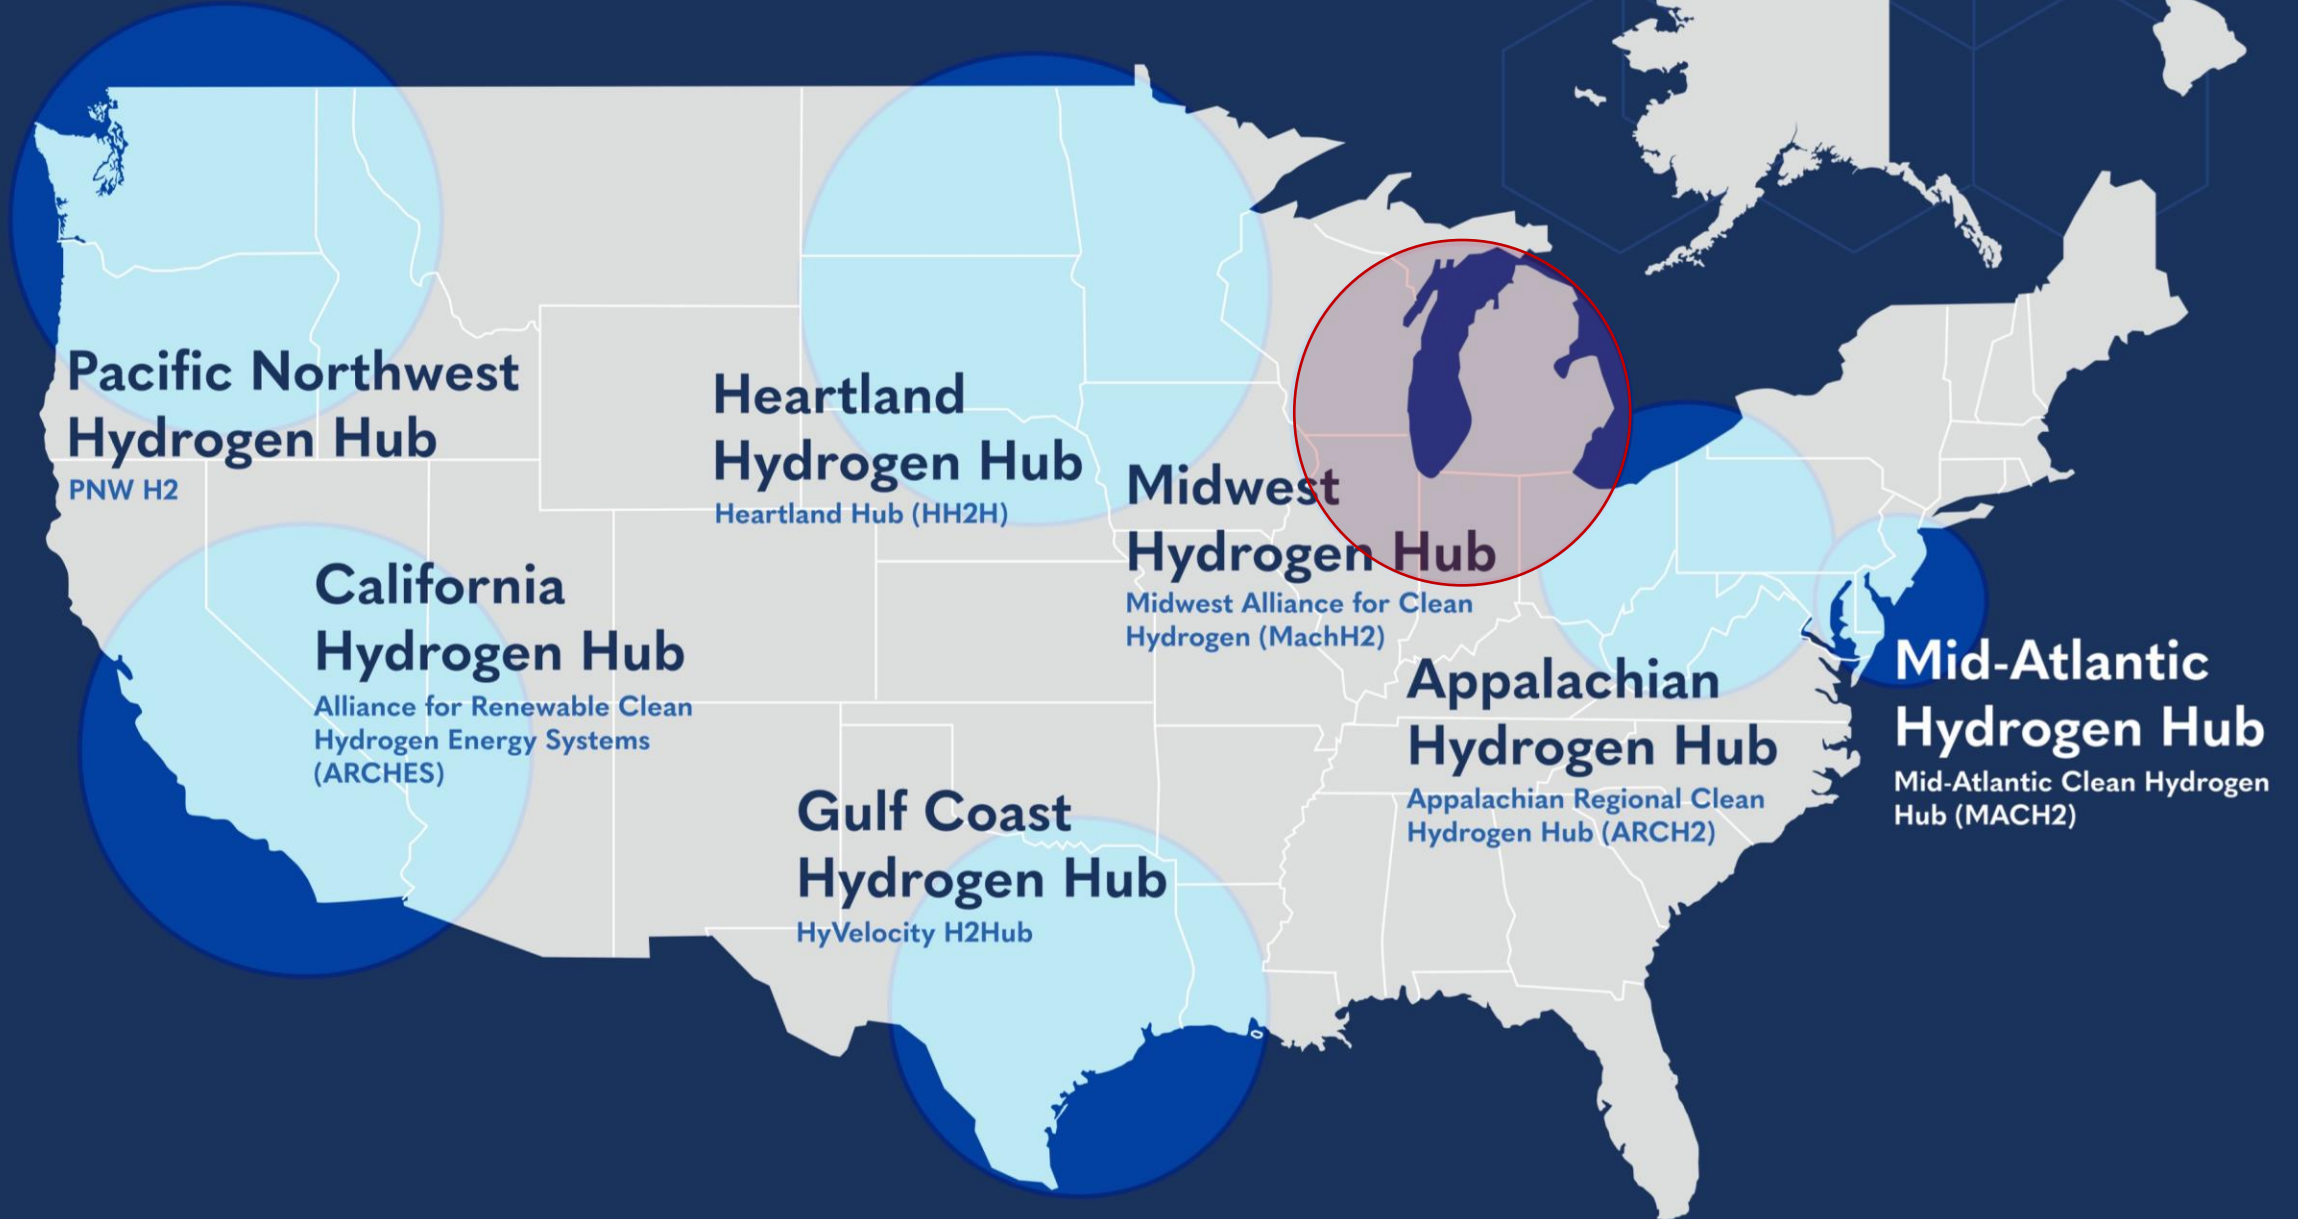 Pacific Northwest
Hydrogen Hub
PNW H2
Heartland
Hydrogen Hub
Heartland Hub (HH2H)
Midwest
Hydrogen Hub
Midwest Alliance for Clean
Hydrogen (MachH2)
California
Hydrogen Hub
Alliance for Renewable Clean
Hydrogen Energy Systems
(ARCHES)
Appalachian
Hydrogen Hub
Appalachian Regional Clean
Hydrogen Hub (ARCH2)
Mid-Atlantic
Hydrogen Hub
Mid-Atlantic Clean Hydrogen
Hub (MACH2)
Gulf Coast
Hydrogen Hub
HyVelocity H2Hub